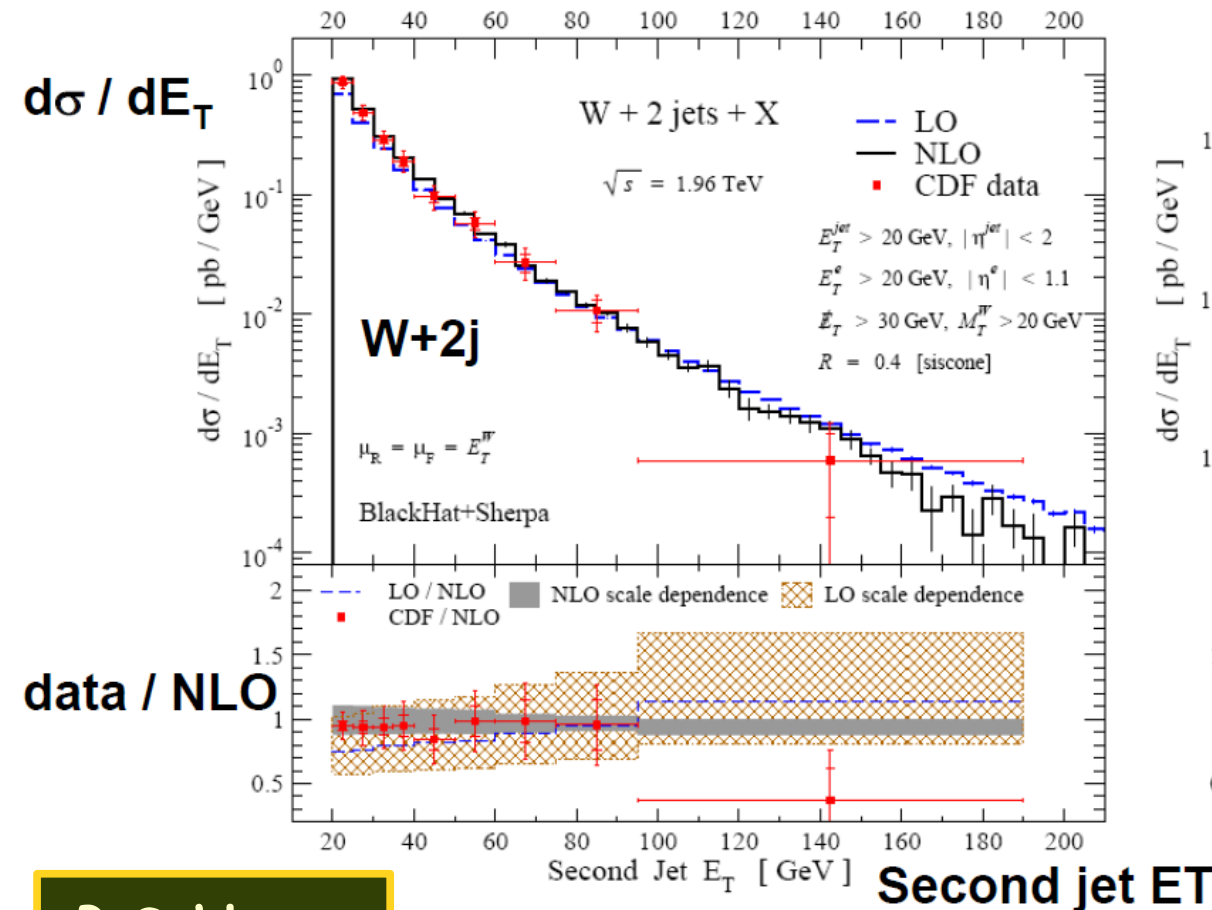 20 40 60 80 100 120 140 160 180 200
dσ / dE_T
dσ / dE_T [ pb / GeV ]
10^0
10^-1
10^-2
10^-3
10^-4
W + 2 jets + X
√s = 1.96 TeV
LO
NLO
CDF data
E_T^jet > 20 GeV, | η^jet | < 2
E_T^e > 20 GeV, | η^e | < 1.1
E̸_T > 30 GeV, M_T^W > 20 GeV
R = 0.4 [siscone]
W+2j
μ_R = μ_F = E_T^W
BlackHat+Sherpa
dσ / dE_T [ pb / GeV ]
1
1
1
data / NLO
2
1.5
1
0.5
LO / NLO
CDF / NLO
NLO scale dependence
LO scale dependence
20 40 60 80 100 120 140 160 180 200
Second Jet E_T [ GeV ]
Second jet ET